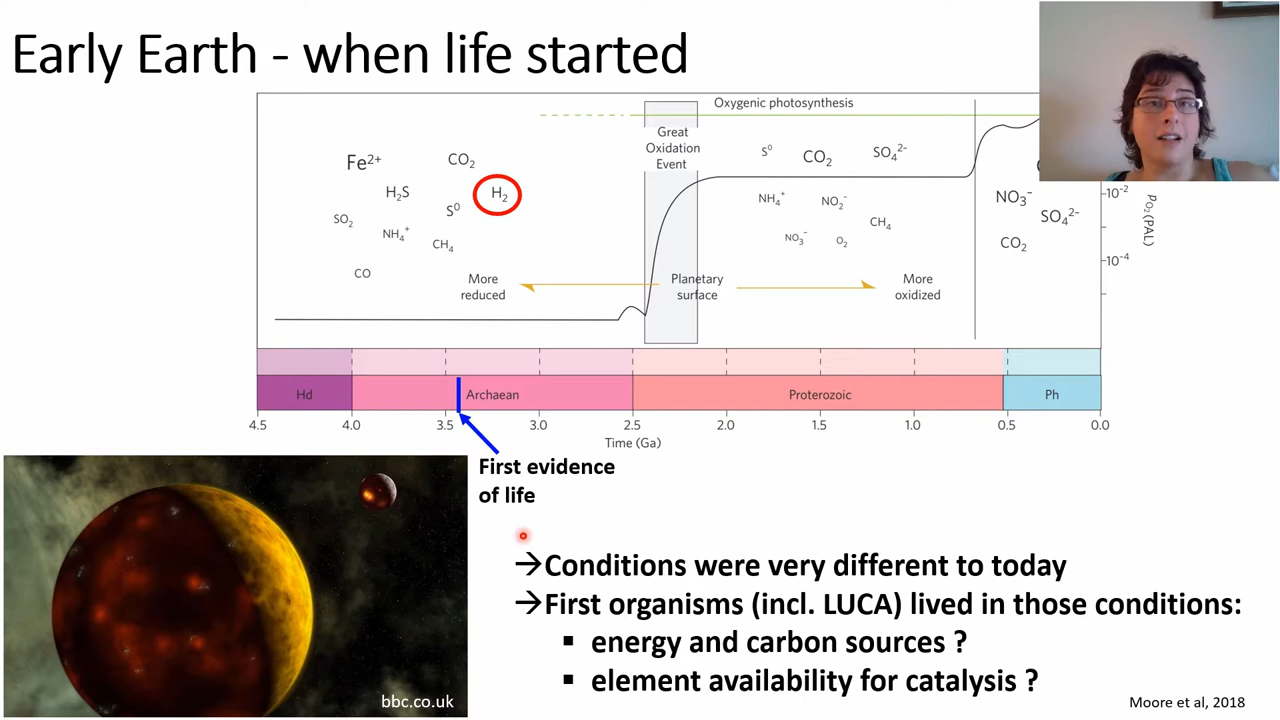 Early Earth - when life started
Oxygenic photosynthesis
Great
Oxidation
Event
Fe²⁺
CO₂
H₂S
H₂
S⁰
SO₂
NH₄⁺
CH₄
CO
S⁰
CO₂
SO₄²⁻
NH₄⁺
NO₂⁻
CH₄
NO₃⁻
O₂
NO₃⁻
SO₄²⁻
CO₂
10⁻²
10⁻⁴
pO₂(PAL)
More
reduced
Planetary
surface
More
oxidized
Hd
Archaean
Proterozoic
Ph
4.5 4.0 3.5 3.0 2.5 2.0 1.5 1.0 0.5 0.0
Time (Ga)
First evidence
of life
→Conditions were very different to today
→First organisms (incl. LUCA) lived in those conditions:
▪ energy and carbon sources ?
▪ element availability for catalysis ?
bbc.co.uk
Moore et al, 2018